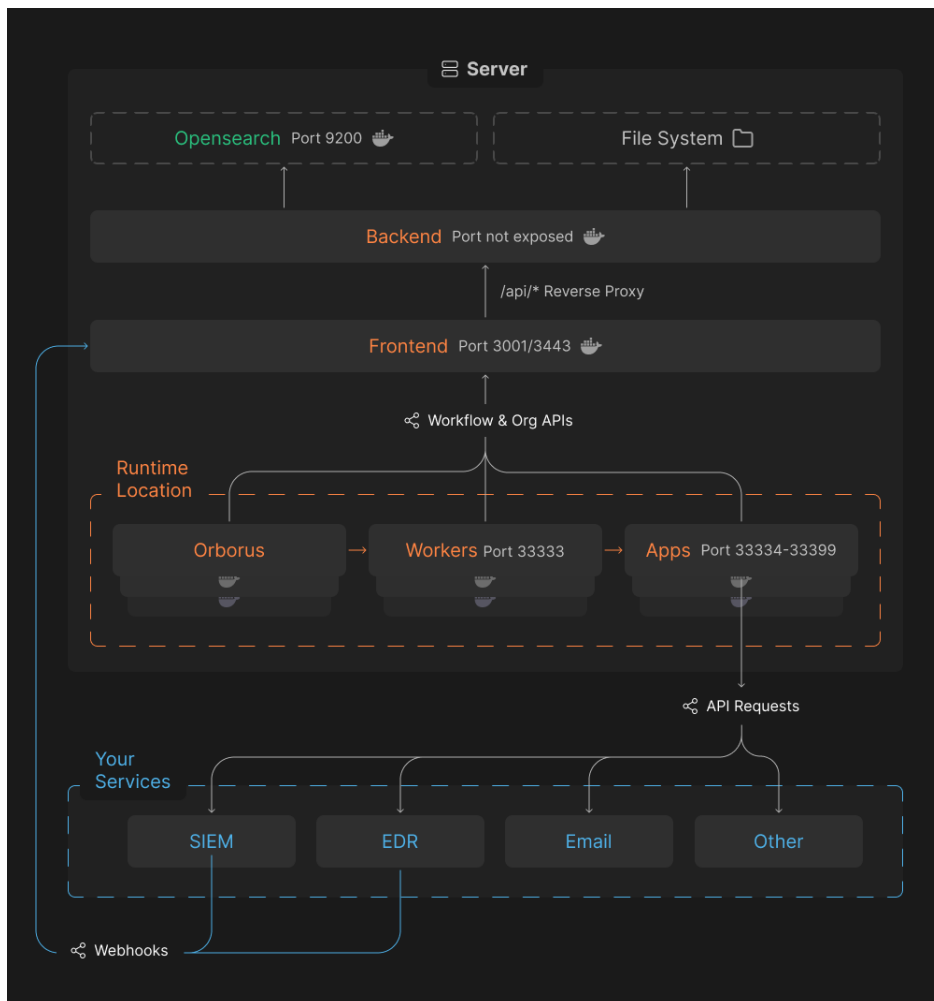 Server
Opensearch Port 9200
File System
Backend Port not exposed
/api/* Reverse Proxy
Frontend Port 3001/3443
Workflow & Org APIs
Runtime
Location
Orborus
Workers Port 33333
Apps Port 33334-33399
API Requests
Your
Services
SIEM
EDR
Email
Other
Webhooks